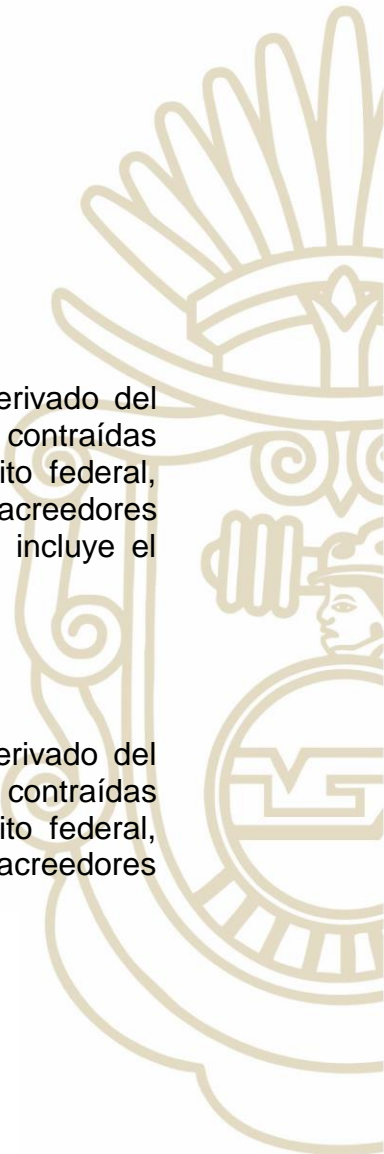 erivado del
contraídas
ito federal,
acreedores
incluye el
erivado del
contraídas
ito federal,
acreedores